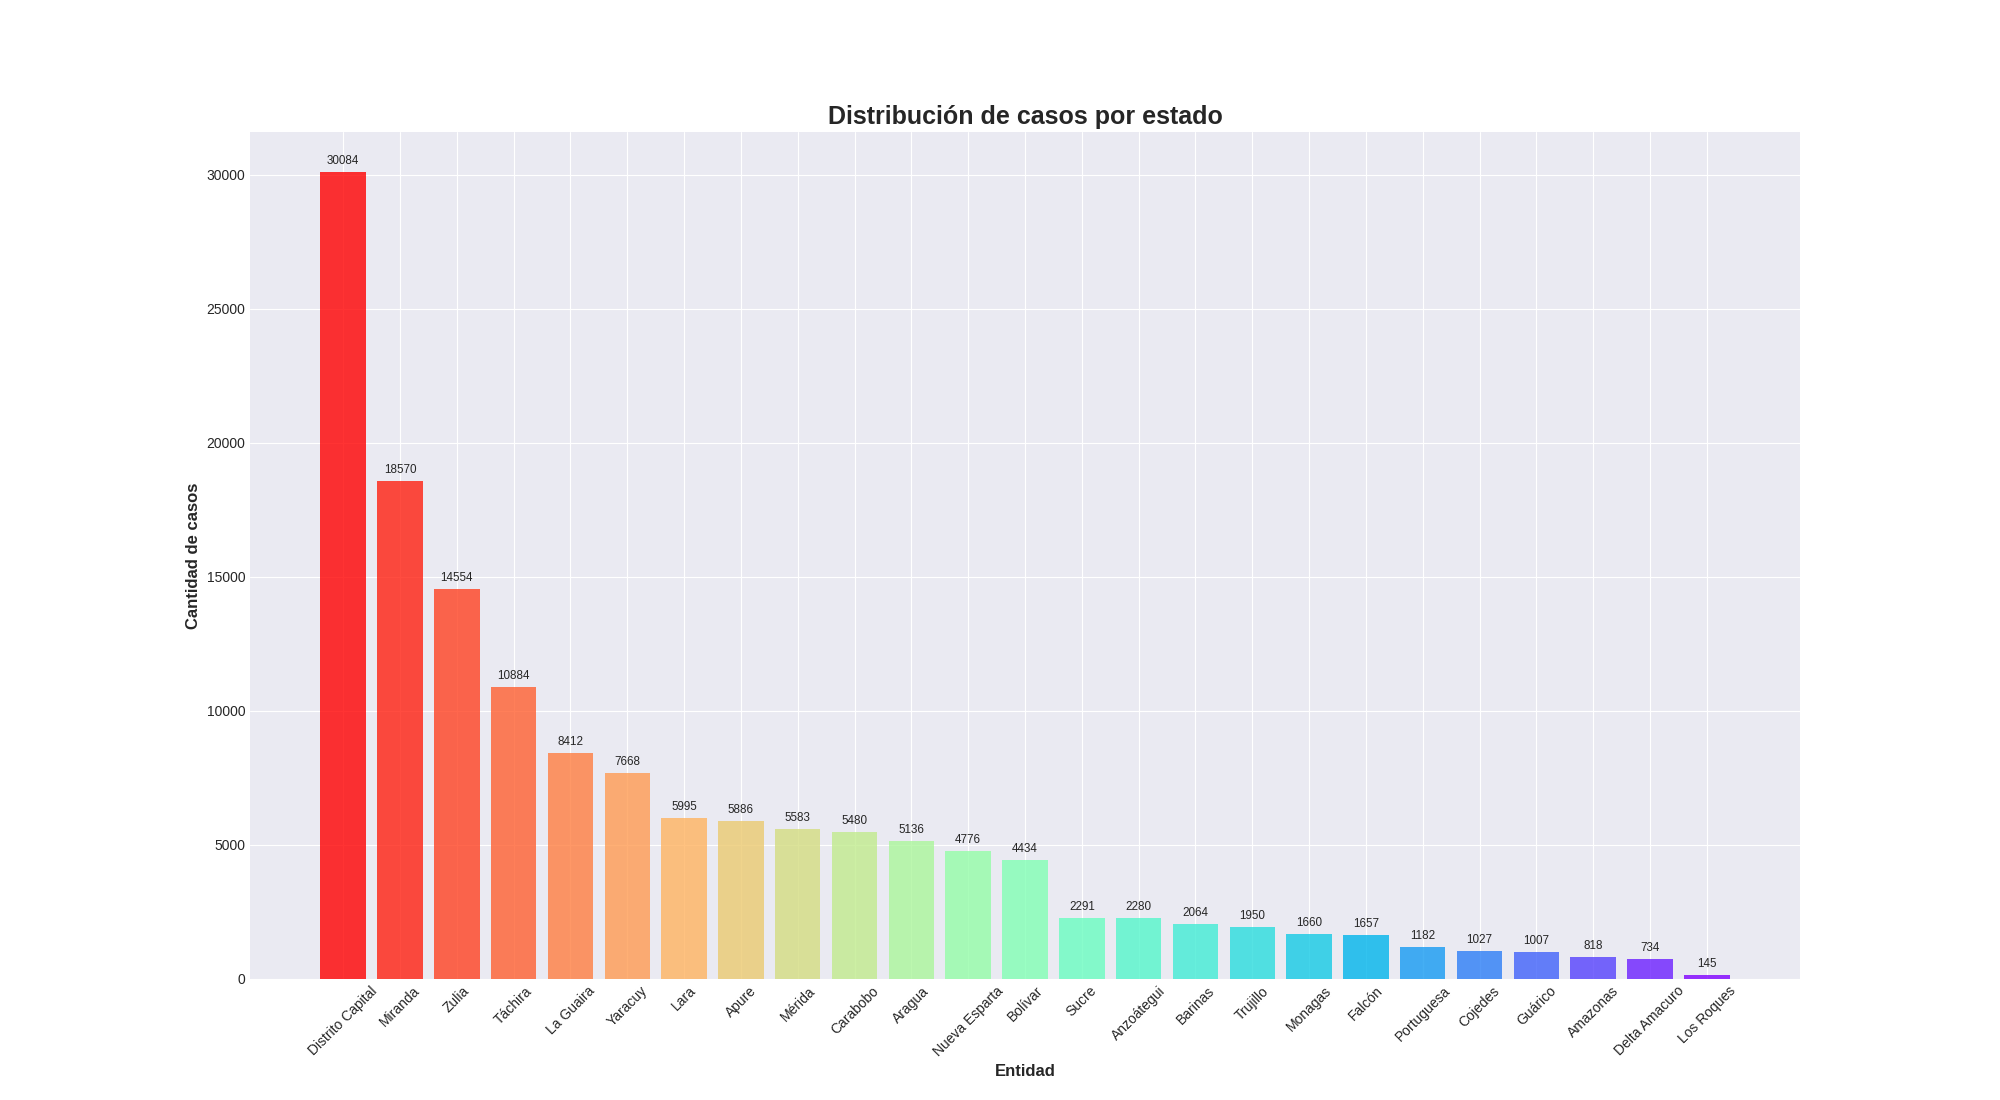 Distribución de casos por estado
Cantidad de casos
30000
25000
20000
15000
10000
5000
0
30084
18570
14554
10884
8412
7668
5995
5886
5583
5480
5136
4776
4434
2291
2280
2064
1950
1660
1657
1182
1027
1007
818
734
145
Distrito Capital
Miranda
Zulia
Táchira
La Guaira
Yaracuy
Lara
Apure
Mérida
Carabobo
Aragua
Nueva Esparta
Bolívar
Sucre
Anzoátegui
Barinas
Trujillo
Monagas
Falcón
Portuguesa
Cojedes
Guárico
Amazonas
Delta Amacuro
Los Roques
Entidad